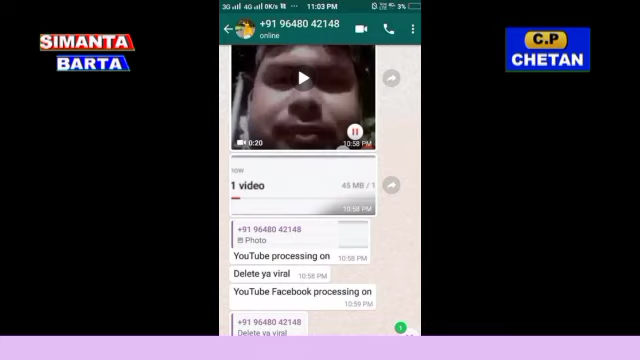 3G 4G 0K/s 11:03 PM 3%
+91 96480 42148
online
SIMANTA
BARTA
C.P
CHETAN
0:20 10:58 PM
now
1 video 45 MB / 1
10:58 PM
+91 96480 42148
Photo
YouTube processing on 10:58 PM
Delete ya viral 10:58 PM
YouTube Facebook processing on
10:59 PM
+91 96480 42148
Delete ya viral
1